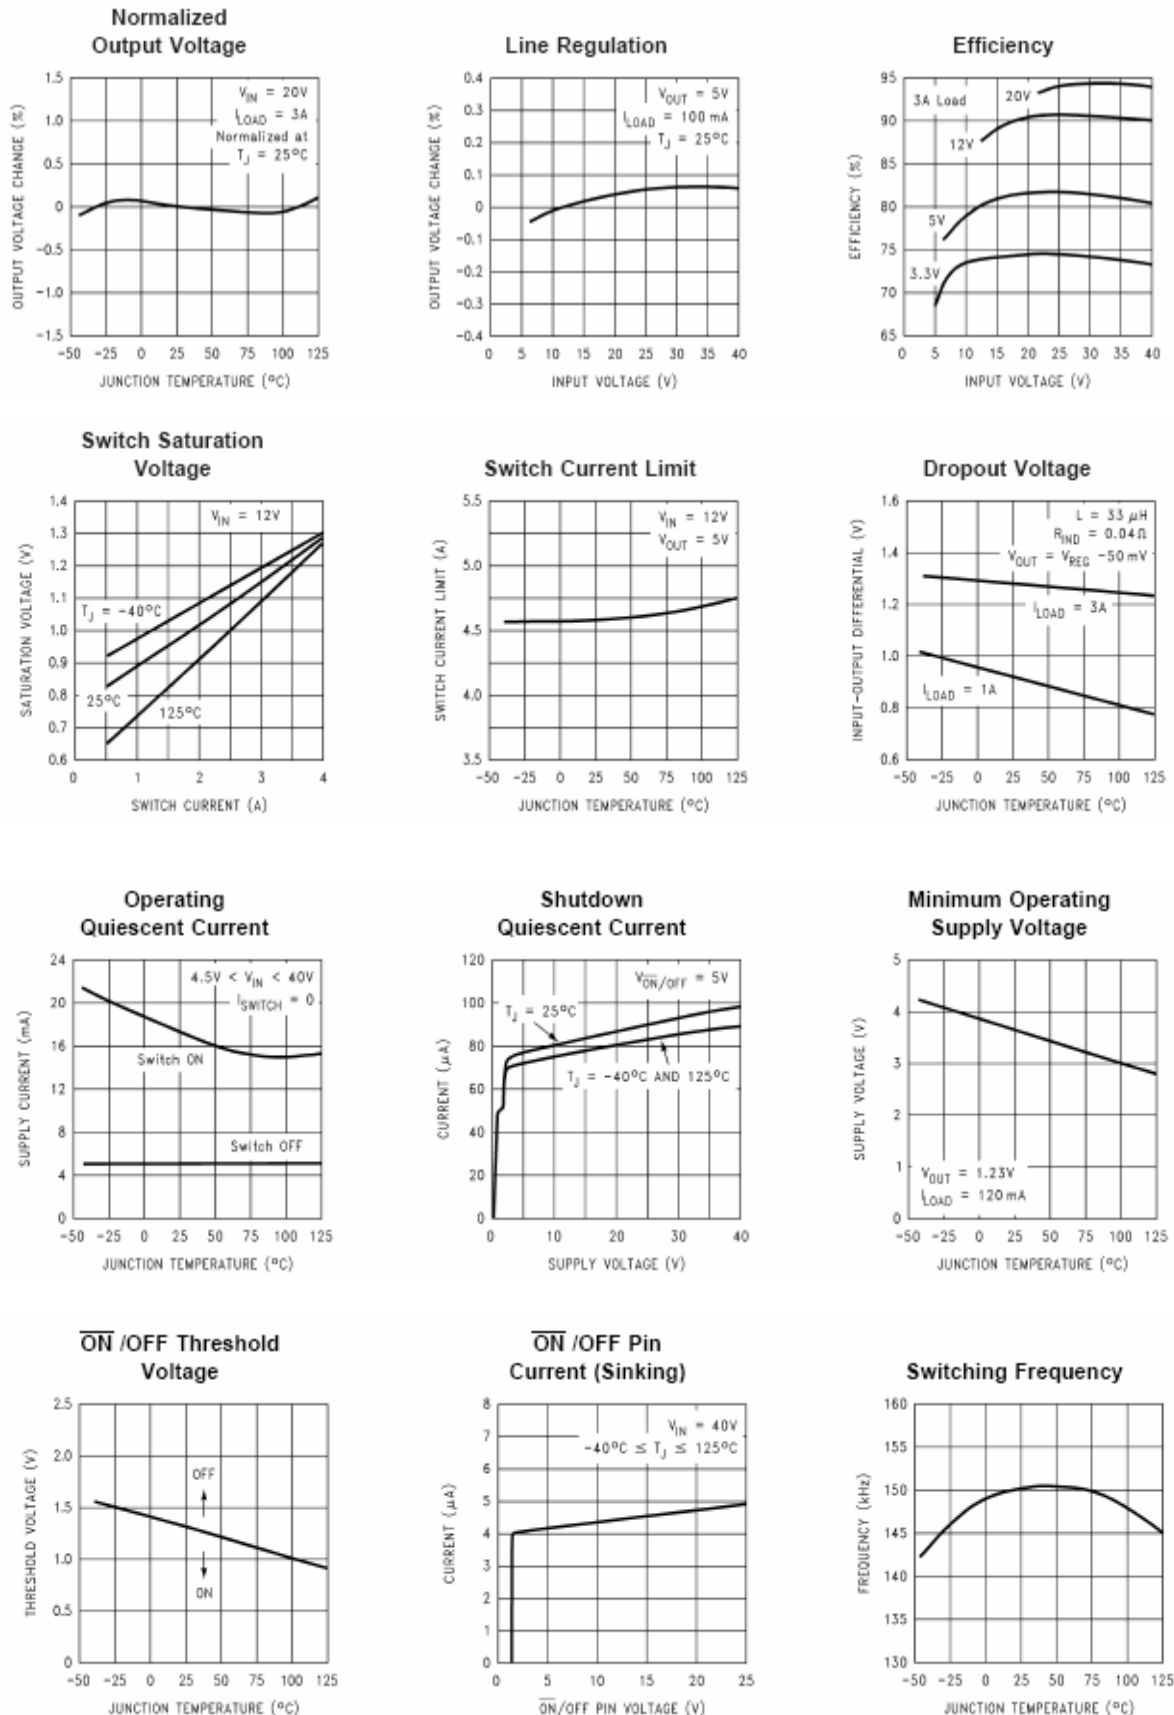 Normalized
Output Voltage
OUTPUT VOLTAGE CHANGE (%)
1.5
1.0
0.5
0
-0.5
-1.0
-1.5
V_IN = 20V
I_LOAD = 3A
Normalized at
T_J = 25°C
-50 -25 0 25 50 75 100 125
JUNCTION TEMPERATURE (°C)
Line Regulation
OUTPUT VOLTAGE CHANGE (%)
0.4
0.3
0.2
0.1
0
-0.1
-0.2
-0.3
-0.4
V_OUT = 5V
I_LOAD = 100 mA
T_J = 25°C
0 5 10 15 20 25 30 35 40
INPUT VOLTAGE (V)
Efficiency
EFFICIENCY (%)
95
90
85
80
75
70
65
3A Load
20V
12V
5V
3.3V
0 5 10 15 20 25 30 35 40
INPUT VOLTAGE (V)
Switch Saturation
Voltage
SATURATION VOLTAGE (V)
1.4
1.3
1.2
1.1
1.0
0.9
0.8
0.7
0.6
V_IN = 12V
T_J = -40°C
25°C
125°C
0 1 2 3 4
SWITCH CURRENT (A)
Switch Current Limit
SWITCH CURRENT LIMIT (A)
5.5
5.0
4.5
4.0
3.5
V_IN = 12V
V_OUT = 5V
-50 -25 0 25 50 75 100 125
JUNCTION TEMPERATURE (°C)
Dropout Voltage
INPUT-OUTPUT DIFFERENTIAL (V)
1.6
1.4
1.2
1.0
0.8
0.6
L = 33 μH
R_IND = 0.04Ω
V_OUT = V_REG -50 mV
I_LOAD = 3A
I_LOAD = 1A
-50 -25 0 25 50 75 100 125
JUNCTION TEMPERATURE (°C)
Operating
Quiescent Current
SUPPLY CURRENT (mA)
24
20
16
12
8
4
0
4.5V < V_IN < 40V
I_SWITCH = 0
Switch ON
Switch OFF
-50 -25 0 25 50 75 100 125
JUNCTION TEMPERATURE (°C)
Shutdown
Quiescent Current
CURRENT (μA)
120
100
80
60
40
20
0
V_ON/OFF = 5V
T_J = 25°C
T_J = -40°C AND 125°C
0 10 20 30 40
SUPPLY VOLTAGE (V)
Minimum Operating
Supply Voltage
SUPPLY VOLTAGE (V)
5
4
3
2
1
0
V_OUT = 1.23V
I_LOAD = 120 mA
-50 -25 0 25 50 75 100 125
JUNCTION TEMPERATURE (°C)
ON /OFF Threshold
Voltage
THRESHOLD VOLTAGE (V)
2.5
2.0
1.5
1.0
0.5
0
OFF
ON
-50 -25 0 25 50 75 100 125
JUNCTION TEMPERATURE (°C)
ON /OFF Pin
Current (Sinking)
CURRENT (μA)
8
7
6
5
4
3
2
1
0
V_IN = 40V
-40°C ≤ T_J ≤ 125°C
0 5 10 15 20 25
ON/OFF PIN VOLTAGE (V)
Switching Frequency
FREQUENCY (kHz)
160
155
150
145
140
135
130
-50 -25 0 25 50 75 100 125
JUNCTION TEMPERATURE (°C)